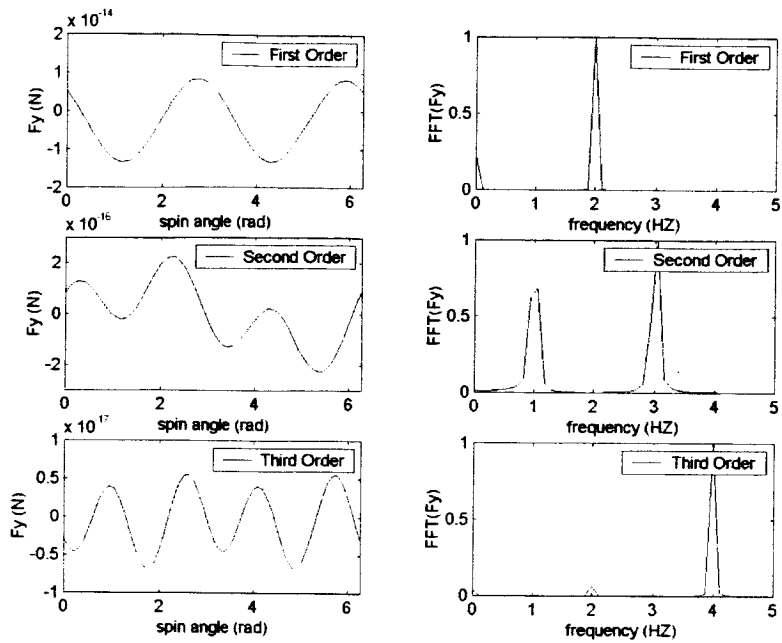 x 10^-14
2
1
0
-1
-2
Fy (N)
First Order
0 2 4 6
spin angle (rad)
1
0.5
0
FFT(Fy)
First Order
0 1 2 3 4 5
frequency (HZ)
x 10^-16
2
0
-2
Fy (N)
Second Order
0 2 4 6
spin angle (rad)
1
0.5
0
FFT(Fy)
Second Order
0 1 2 3 4 5
frequency (HZ)
x 10^-17
1
0.5
0
-0.5
-1
Fy (N)
Third Order
0 2 4 6
spin angle (rad)
1
0.5
0
FFT(Fy)
Third Order
0 1 2 3 4 5
frequency (HZ)